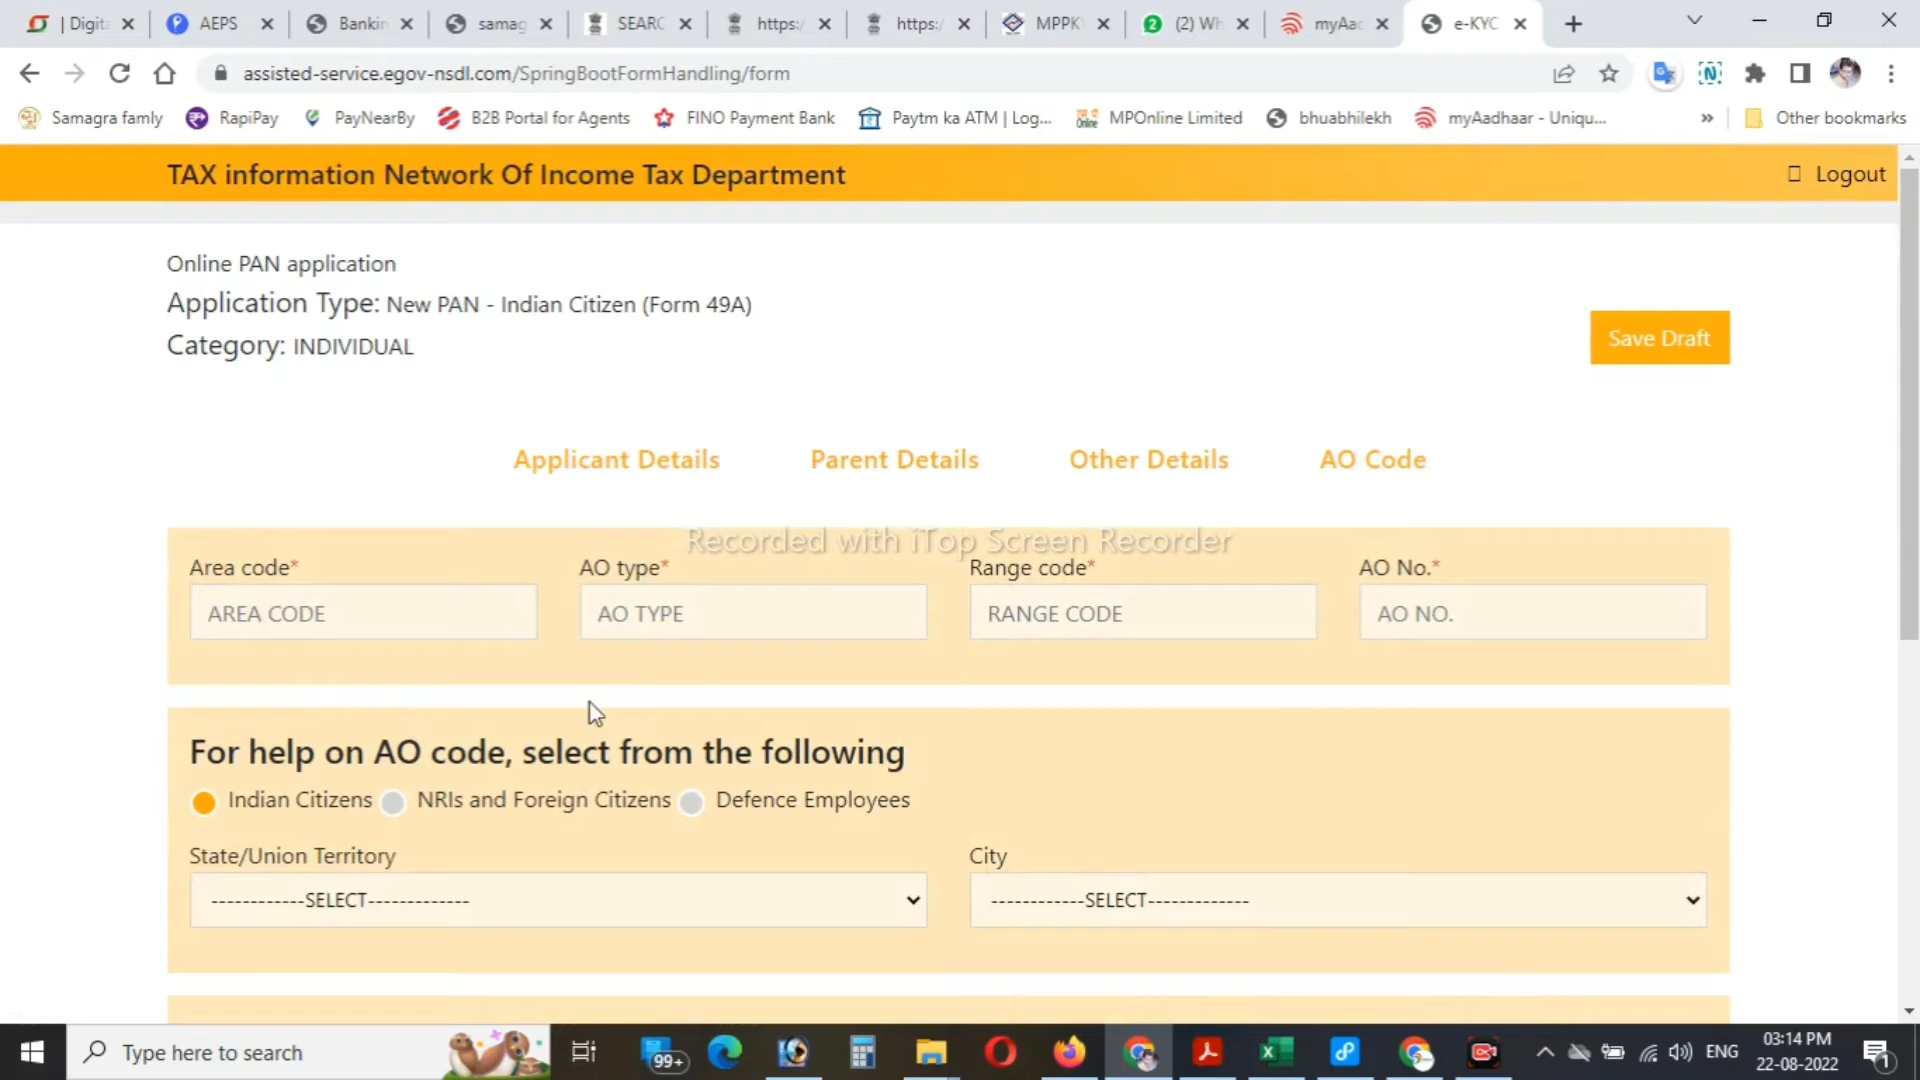 | Digita
AEPS
Bankin
samag
SEARC
https:/
https:/
MPPK
(2) Wh
myAad
e-KYC
assisted-service.egov-nsdl.com/SpringBootFormHandling/form
Samagra famly
RapiPay
PayNearBy
B2B Portal for Agents
FINO Payment Bank
Paytm ka ATM | Log...
MPOnline Limited
bhuabhilekh
myAadhaar - Uniqu...
»
Other bookmarks
TAX information Network Of Income Tax Department
Logout
Online PAN application
Application Type: New PAN - Indian Citizen (Form 49A)
Category: INDIVIDUAL
Save Draft
Applicant Details
Parent Details
Other Details
AO Code
Recorded with iTop Screen Recorder
Area code*
AO type*
Range code*
AO No.*
AREA CODE
AO TYPE
RANGE CODE
AO NO.
For help on AO code, select from the following
Indian Citizens
NRIs and Foreign Citizens
Defence Employees
State/Union Territory
City
------------SELECT-------------
------------SELECT-------------
Type here to search
99+
ENG
03:14 PM
22-08-2022
1